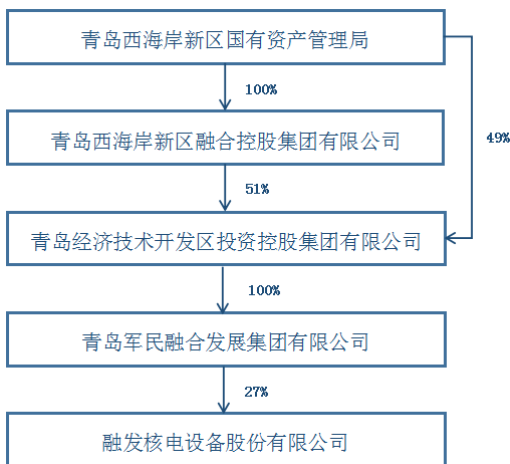 青岛西海岸新区国有资产管理局
100%
青岛西海岸新区融合控股集团有限公司
49%
51%
青岛经济技术开发区投资控股集团有限公司
100%
青岛军民融合发展集团有限公司
27%
融发核电设备股份有限公司